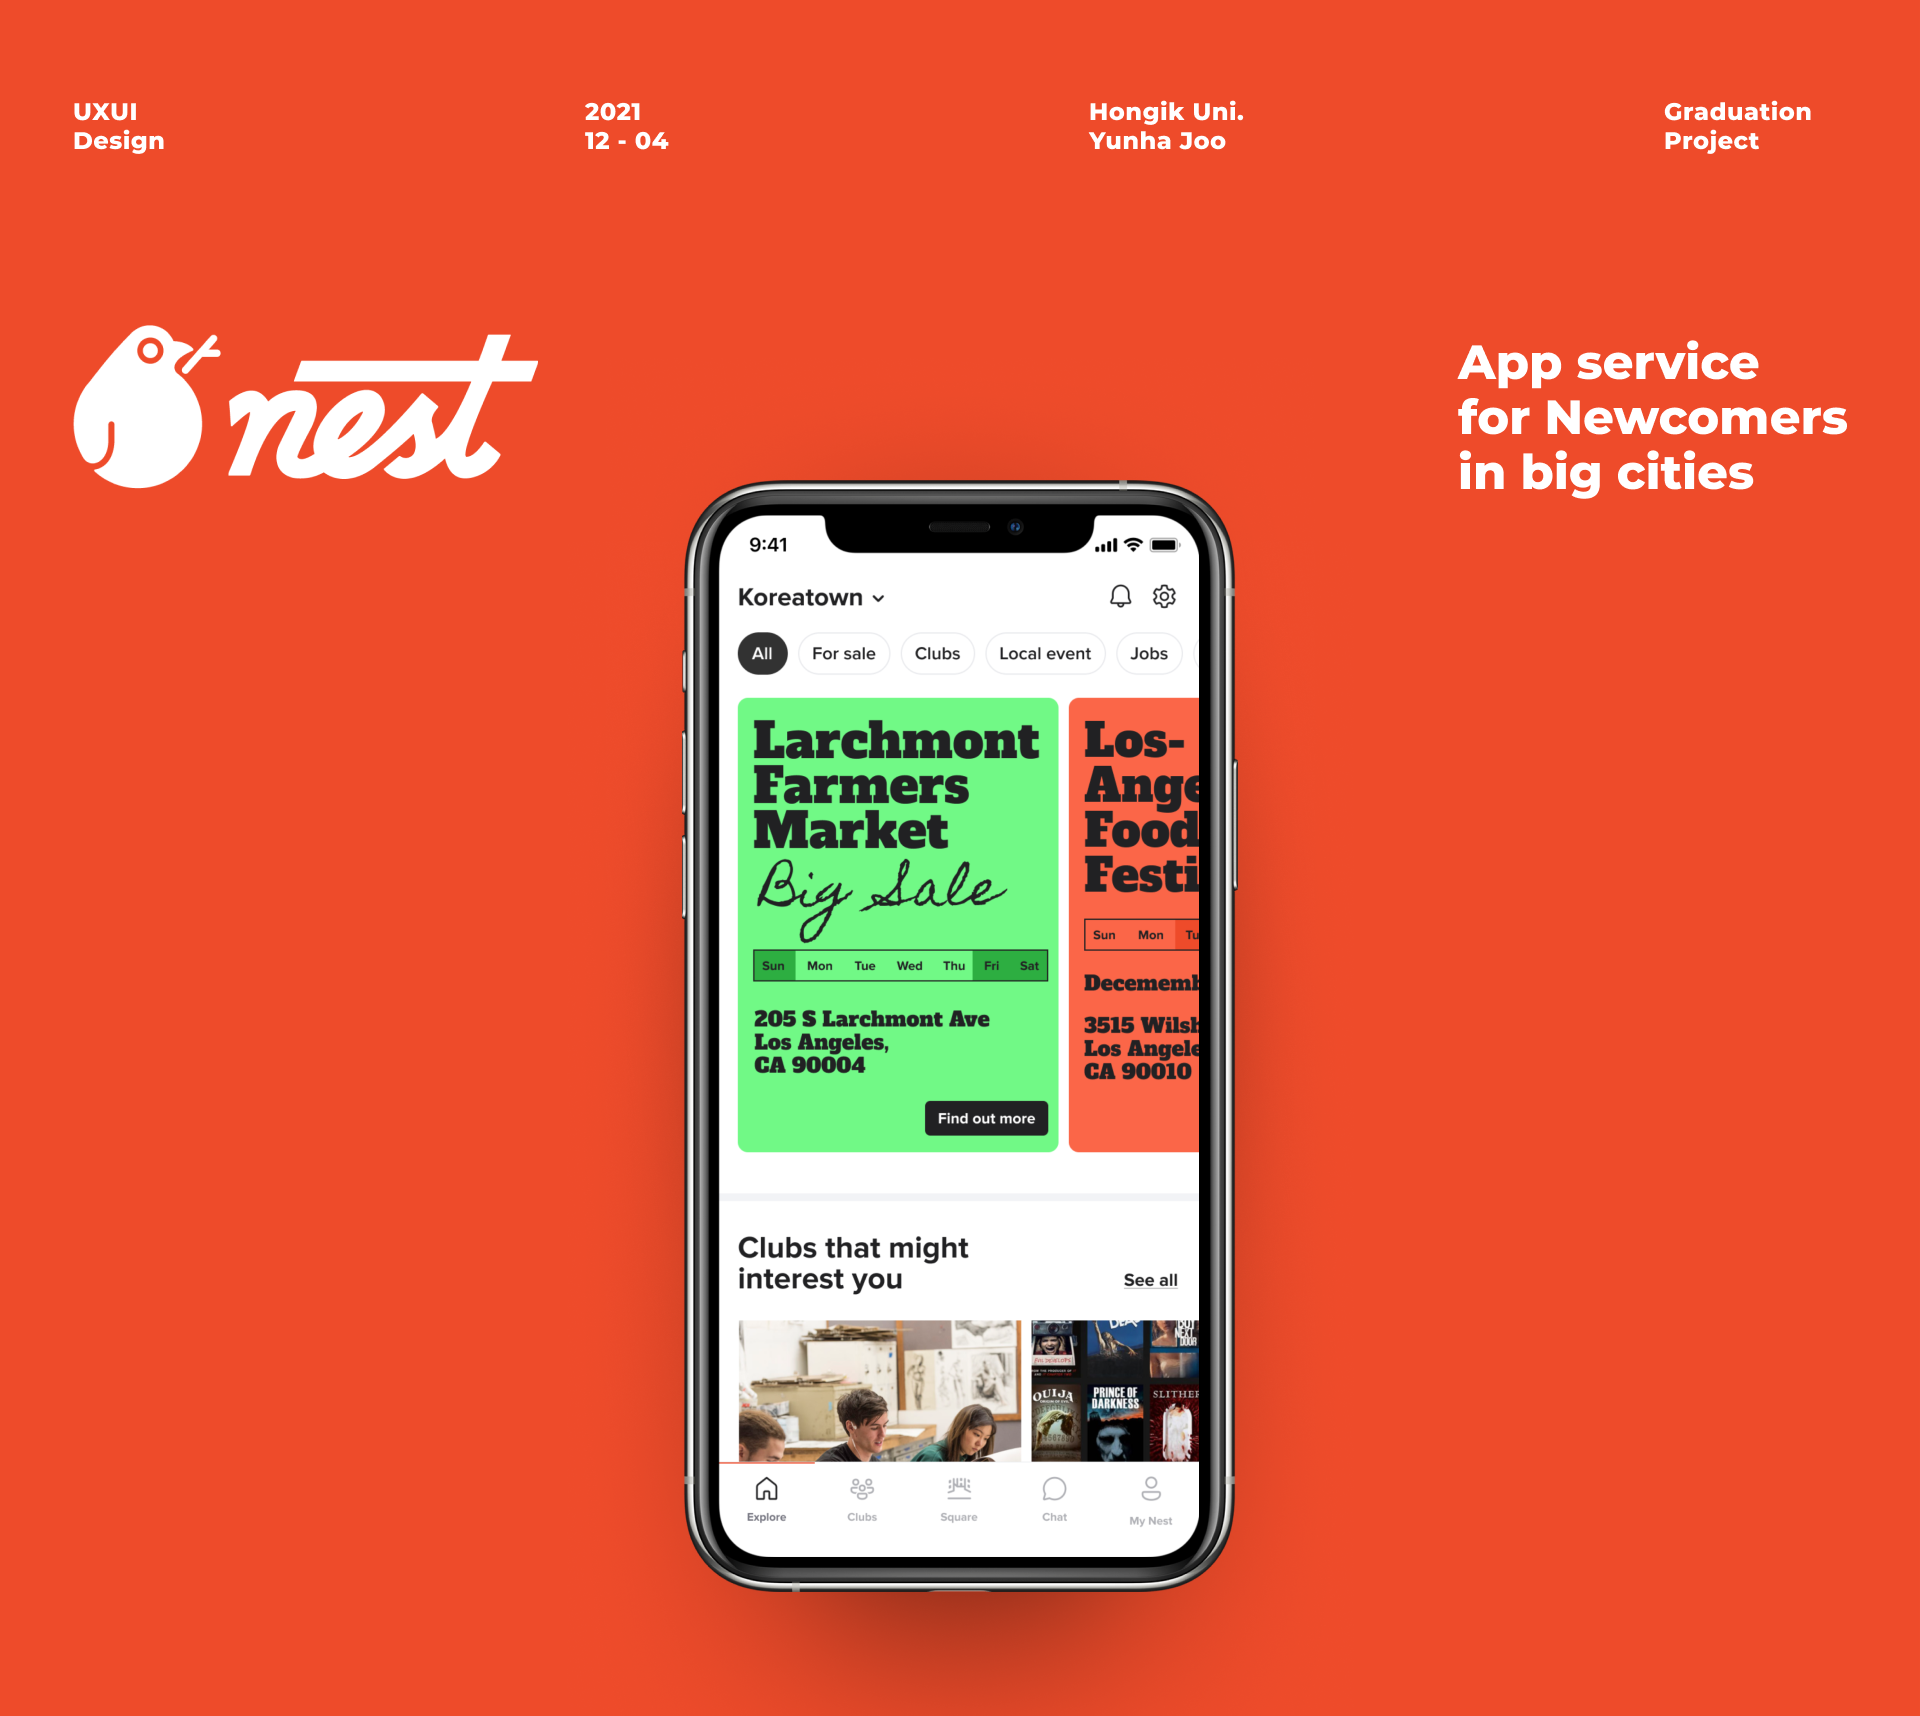 UXUI
Design
2021
12 - 04
Hongik Uni.
Yunha Joo
Graduation
Project
nest
App service
for Newcomers
in big cities
9:41
Koreatown
All
For sale
Clubs
Local event
Jobs
Larchmont
Farmers
Market
Big Sale
Sun Mon Tue Wed Thu Fri Sat
205 S Larchmont Ave
Los Angeles,
CA 90004
Find out more
Los-
Ange
Food
Festi
Sun Mon Tu
Decememb
3515 Wilsh
Los Angele
CA 90010
Clubs that might
interest you
See all
OUIJA
PRINCE OF
DARKNESS
SLITHER
NEXT
DOOR
Explore
Clubs
Square
Chat
My Nest